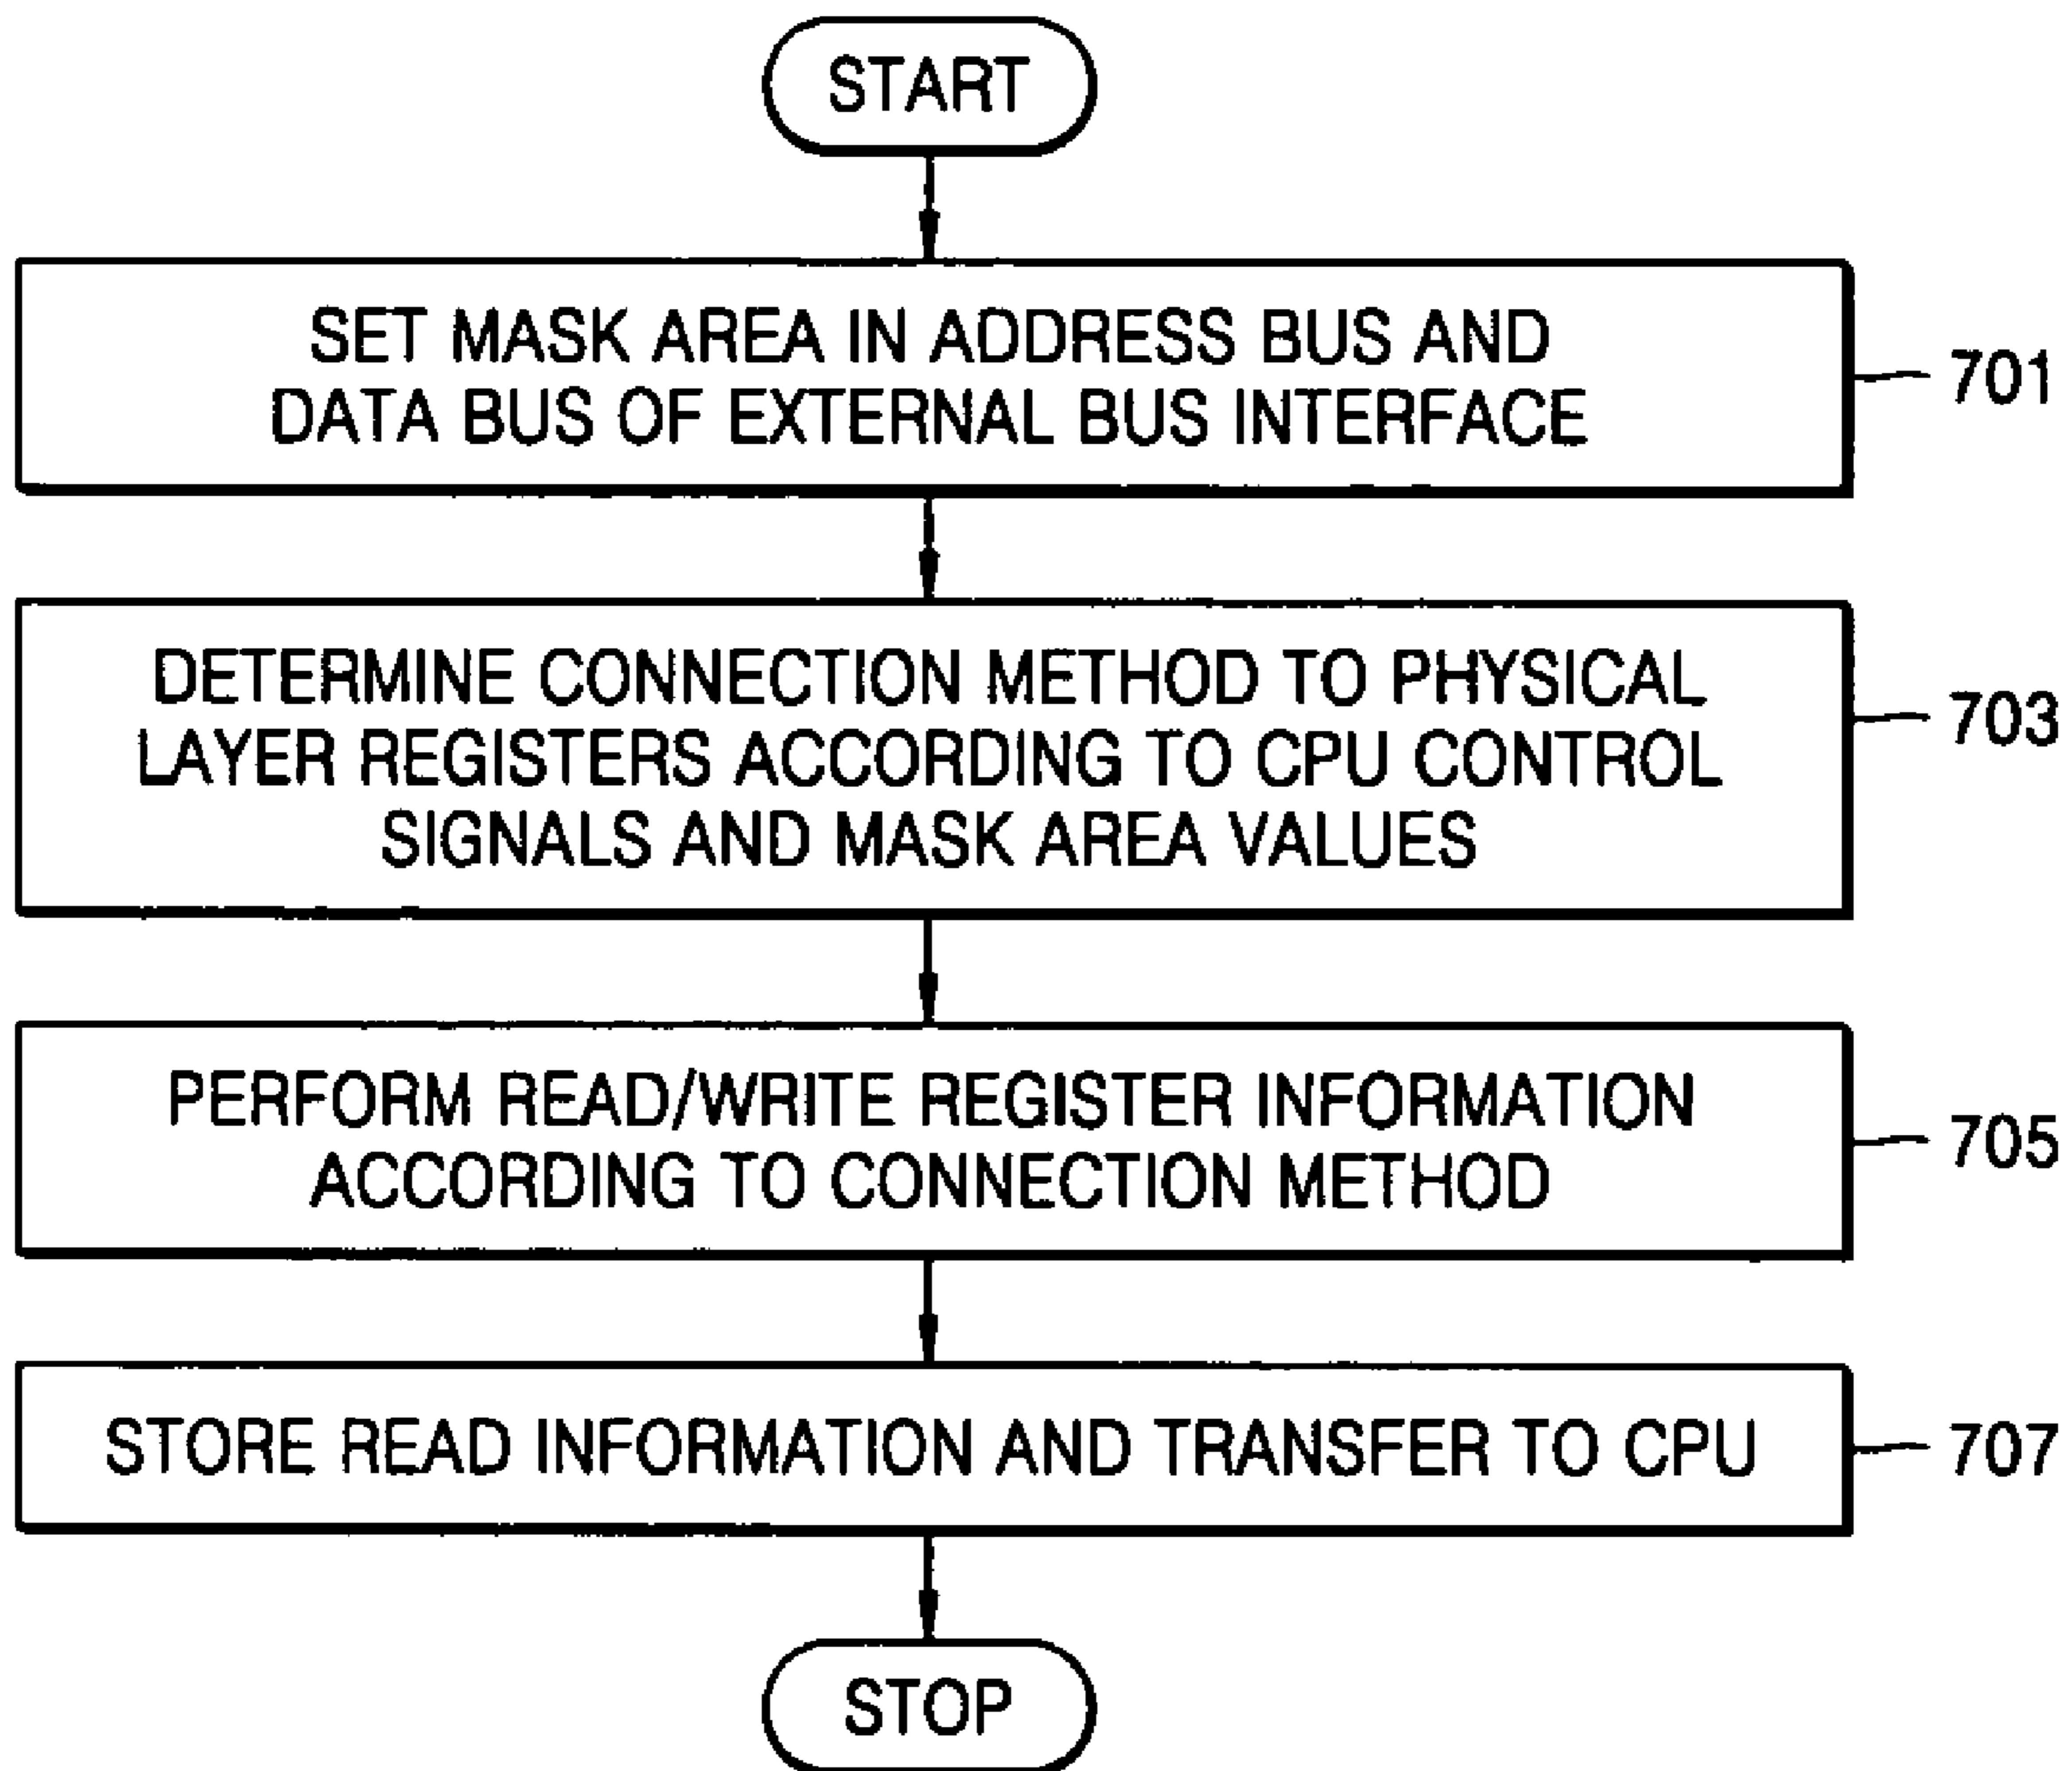 START
SET MASK AREA IN ADDRESS BUS AND
DATA BUS OF EXTERNAL BUS INTERFACE
701
DETERMINE CONNECTION METHOD TO PHYSICAL
LAYER REGISTERS ACCORDING TO CPU CONTROL
SIGNALS AND MASK AREA VALUES
703
PERFORM READ/WRITE REGISTER INFORMATION
ACCORDING TO CONNECTION METHOD
705
STORE READ INFORMATION AND TRANSFER TO CPU
707
STOP